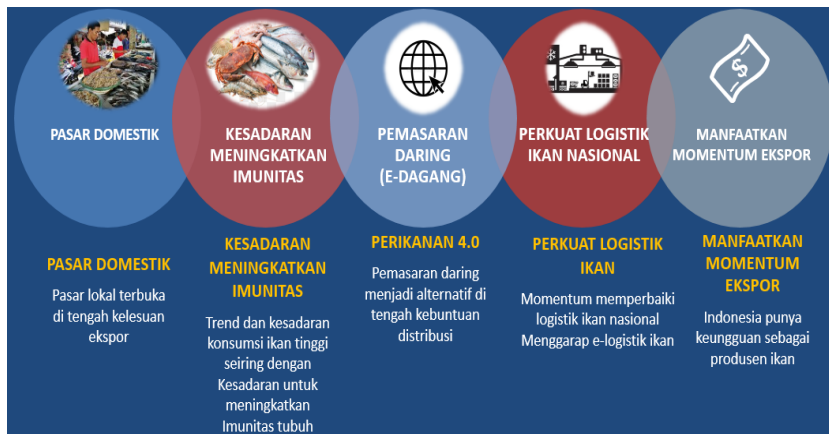 PASAR DOMESTIK
KESADARAN
MENINGKATKAN
IMUNITAS
PEMASARAN
DARING
(E-DAGANG)
PERKUAT LOGISTIK
IKAN NASIONAL
MANFAATKAN
MOMENTUM EKSPOR
PASAR DOMESTIK
Pasar lokal terbuka
di tengah kelesuan
ekspor
KESADARAN
MENINGKATKAN
IMUNITAS
Trend dan kesadaran
konsumsi ikan tinggi
seiring dengan
Kesadaran untuk
meningkatkan
Imunitas tubuh
PERIKANAN 4.0
Pemasaran daring
menjadi alternatif di
tengah kebuntuan
distribusi
PERKUAT LOGISTIK
IKAN
Momentum memperbaiki
logistik ikan nasional
Menggarap e-logistik ikan
MANFAATKAN
MOMENTUM
EKSPOR
Indonesia punya
keungguan sebagai
produsen ikan